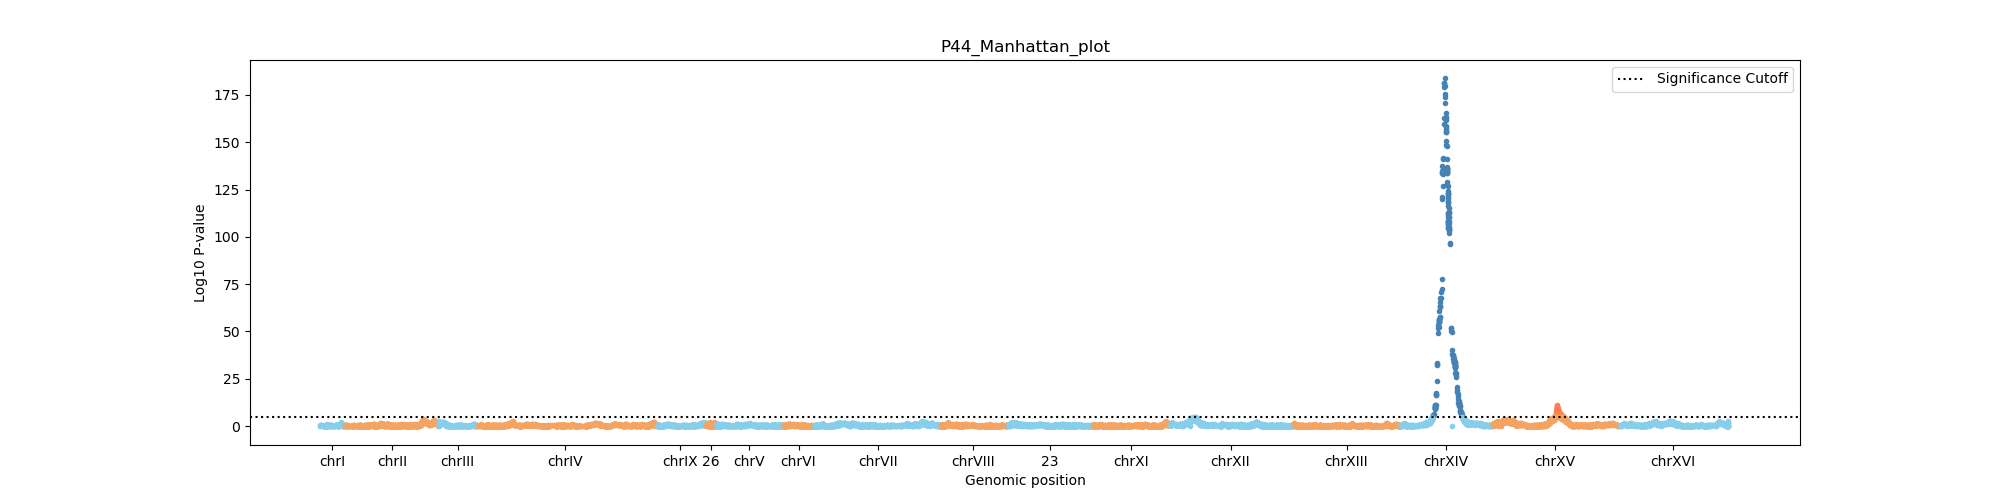 P44_Manhattan_plot
Significance Cutoff
Log10 P-value
175
150
125
100
75
50
25
0
chrI chrII chrIII chrIV chrIX 26 chrV chrVI chrVII chrVIII 23 chrXI chrXII chrXIII chrXIV chrXV chrXVI
Genomic position